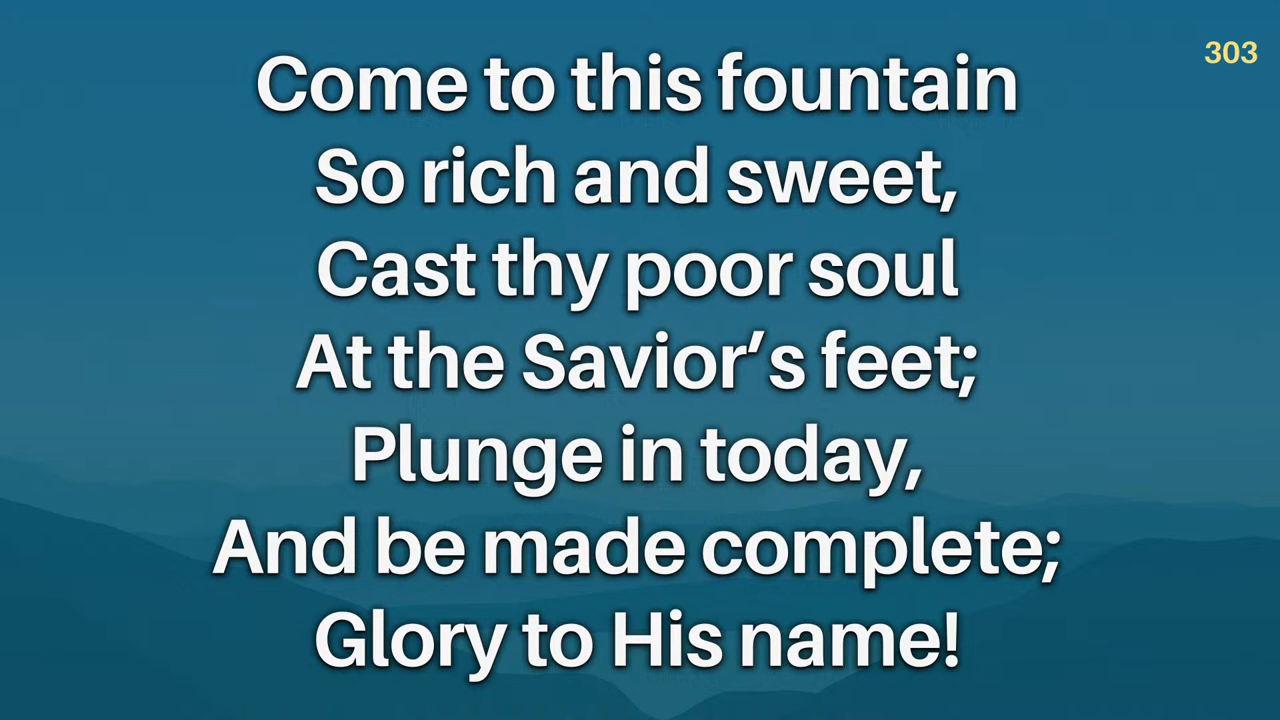 303
Come to this fountain
So rich and sweet,
Cast thy poor soul
At the Savior’s feet;
Plunge in today,
And be made complete;
Glory to His name!